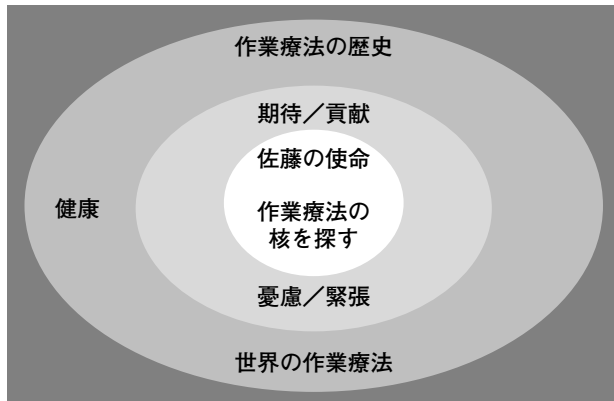 作業療法の歴史
期待／貢献
佐藤の使命
健康
作業療法の
核を探す
憂慮／緊張
世界の作業療法